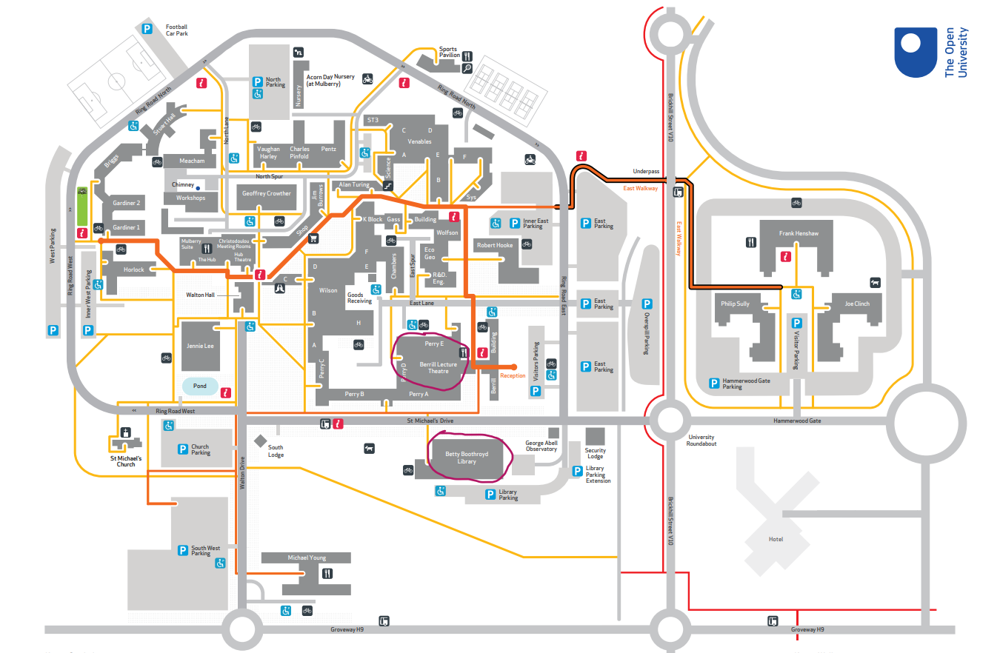 Football
Car Park
The Open
University
Sports
Pavilion
North
Parking
Nursery
Acorn Day Nursery
(at Mulberry)
Ring Road North
Ring Road North
Brickhill Street V10
Stuart Hall
North Lane
ST3
C
D
Venables
A
E
F
B
Science
Sys
Briggs
Meacham
Vaughan
Harley
Charles
Pinfold
Pentz
North Spur
Chimney
Workshops
Geoffrey Crowther
Jim
Burrows
Alan Turing
Underpass
East Walkway
East Walkway
Gardiner 2
Gardiner 1
K Block
Gass
Building
Wolfson
Inner East
Parking
East
Parking
Frank Henshaw
West Parking
Ring Road West
Inner West Parking
Horlock
Mulberry
Suite
The Hub
Christodoulou
Meeting Rooms
Hub
Theatre
Shop
F
E
D
C
Wilson
B
H
A
Chambers
East Spur
Eco
Geo
R&D.
Eng.
Robert Hooke
Ring Road East
Walton Hall
Goods
Receiving
East Lane
East
Parking
Overspill Parking
Philip Sully
Joe Clinch
Visitor Parking
Jennie Lee
Pond
Perry C
Perry D
Perry E
Berrill Lecture
Theatre
Perry B
Perry A
Building
Berrill
Reception
Visitors Parking
East
Parking
Hammerwood Gate
Parking
Ring Road West
St Michael's Drive
Hammerwood Gate
St Michael's
Church
Church
Parking
South
Lodge
Walton Drive
Betty Boothroyd
Library
George Abell
Observatory
Security
Lodge
Library
Parking
Extension
Library
Parking
University
Roundabout
Brickhill Street V10
South West
Parking
Michael Young
Hotel
Groveway H9
Groveway H9